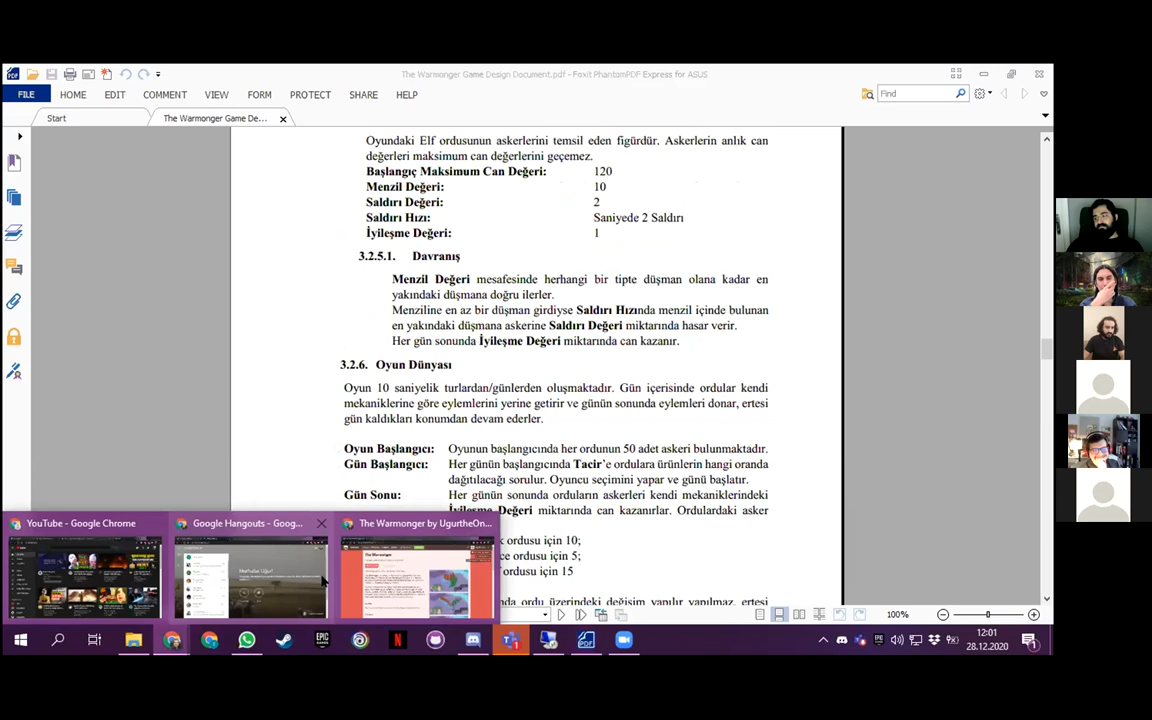 The Warmonger Game Design Document.pdf - Foxit PhantomPDF Express for ASUS
FILE HOME EDIT COMMENT VIEW FORM PROTECT SHARE HELP
Find
Start The Warmonger Game De...
Oyundaki Elf ordusunun askerlerini temsil eden figürdür. Askerlerin anlık can
değerleri maksimum can değerlerini geçemez.
Başlangıç Maksimum Can Değeri: 120
Menzil Değeri: 10
Saldırı Değeri: 2
Saldırı Hızı: Saniyede 2 Saldırı
İyileşme Değeri: 1
3.2.5.1. Davranış
Menzil Değeri mesafesinde herhangi bir tipte düşman olana kadar en
yakındaki düşmana doğru ilerler.
Menziline en az bir düşman girdiyse Saldırı Hızında menzil içinde bulunan
en yakındaki düşmana askerine Saldırı Değeri miktarında hasar verir.
Her gün sonunda İyileşme Değeri miktarında can kazanır.
3.2.6. Oyun Dünyası
Oyun 10 saniyelik turlardan/günlerden oluşmaktadır. Gün içerisinde ordular kendi
mekaniklerine göre eylemlerini yerine getirir ve günün sonunda eylemleri donar, ertesi
gün kaldıkları konumdan devam ederler.
Oyun Başlangıcı: Oyunun başlangıcında her ordunun 50 adet askeri bulunmaktadır.
Gün Başlangıcı: Her günün başlangıcında Tacir'e ordulara ürünlerin hangi oranda
dağıtılacağı sorulur. Oyuncu seçimini yapar ve günü başlatır.
Gün Sonu: Her günün sonunda orduların askerleri kendi mekaniklerindeki
Değeri miktarında can kazanırlar. Ordulardaki asker
YouTube - Google Chrome
Google Hangouts - Goog...
The Warmonger by UgurtheOn...
ordusu için 10;
ordusu için 5;
ordusu için 15
ordu üzerindeki değişim yapılır yapılmaz, ertesi
100%
EPIC
N
12:01
28.12.2020